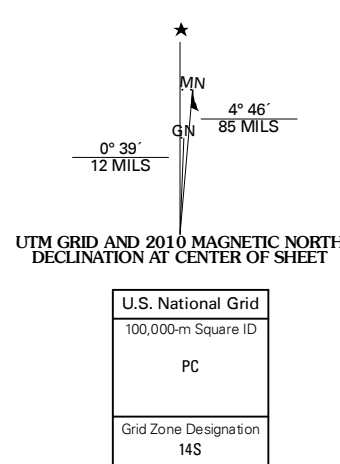 MN
GN
4° 46´
85 MILS
0° 39´
12 MILS
UTM GRID AND 2010 MAGNETIC NORTH
DECLINATION AT CENTER OF SHEET
U.S. National Grid
100,000-m Square ID
PC
Grid Zone Designation
14S